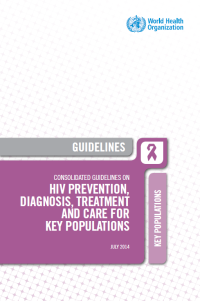 World Health
Organization
GUIDELINES
CONSOLIDATED GUIDELINES ON
HIV PREVENTION,
DIAGNOSIS, TREATMENT
AND CARE FOR
KEY POPULATIONS
JULY 2014
KEY POPULATIONS